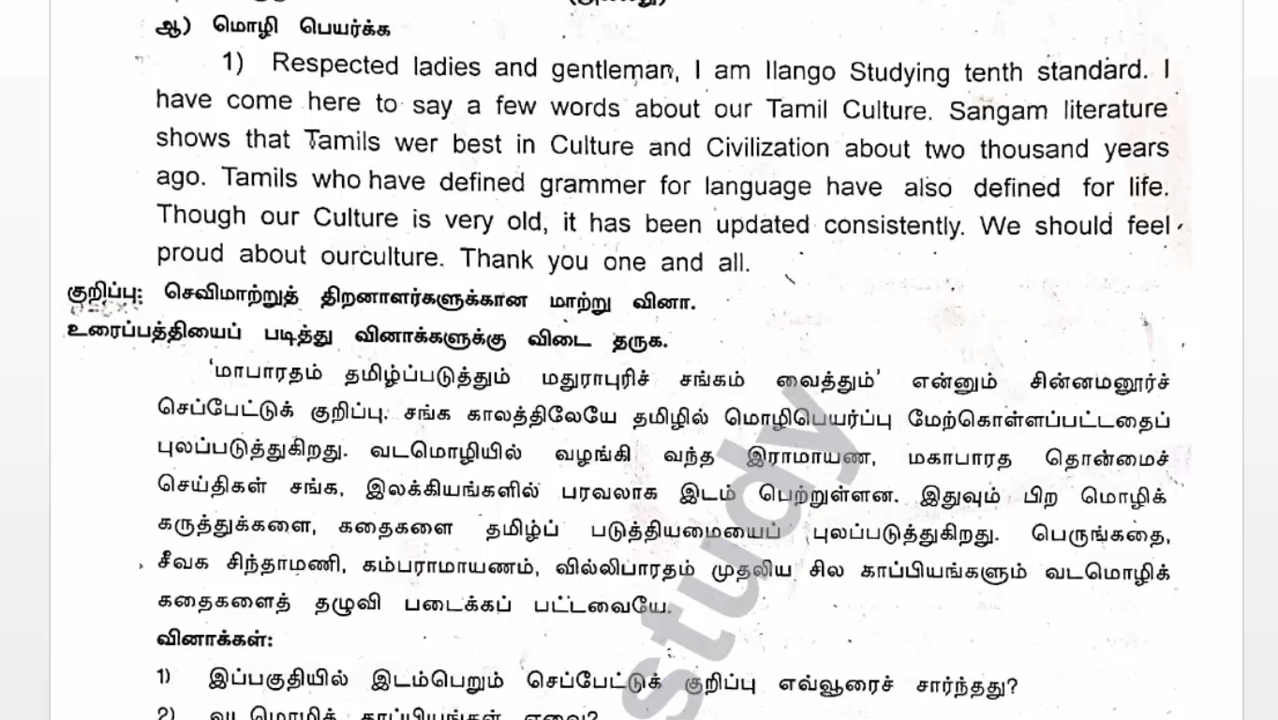 ஆ) மொழி பெயர்க்க
1) Respected ladies and gentleman, I am Ilango Studying tenth standard. I
have come here to say a few words about our Tamil Culture. Sangam literature
shows that Tamils wer best in Culture and Civilization about two thousand years
ago. Tamils who have defined grammer for language have also defined for life.
Though our Culture is very old, it has been updated consistently. We should feel
proud about ourculture. Thank you one and all.
குறிப்பு: செவிமாற்றுத் திறனாளர்களுக்கான மாற்று வினா.
உரைப்பத்தியைப் படித்து வினாக்களுக்கு விடை தருக.
'மாபாரதம் தமிழ்ப்படுத்தும் மதுராபுரிச் சங்கம் வைத்தும்' என்னும் சின்னமனூர்ச்
செப்பேட்டுக் குறிப்பு. சங்க காலத்திலேயே தமிழில் மொழிபெயர்ப்பு மேற்கொள்ளப்பட்டதைப்
புலப்படுத்துகிறது. வடமொழியில் வழங்கி வந்த இராமாயண, மகாபாரத தொன்மைச்
செய்திகள் சங்க, இலக்கியங்களில் பரவலாக இடம் பெற்றுள்ளன. இதுவும் பிற மொழிக்
கருத்துக்களை, கதைகளை தமிழ்ப் படுத்தியமையைப் புலப்படுத்துகிறது. பெருங்கதை,
சீவக சிந்தாமணி, கம்பராமாயணம், வில்லிபாரதம் முதலிய சில காப்பியங்களும் வடமொழிக்
கதைகளைத் தழுவி படைக்கப் பட்டவையே.
வினாக்கள்:
1) இப்பகுதியில் இடம்பெறும் செப்பேட்டுக் குறிப்பு எவ்வூரைச் சார்ந்தது?
2) வடமொழிக் காப்பியங்கள் எவை?
study